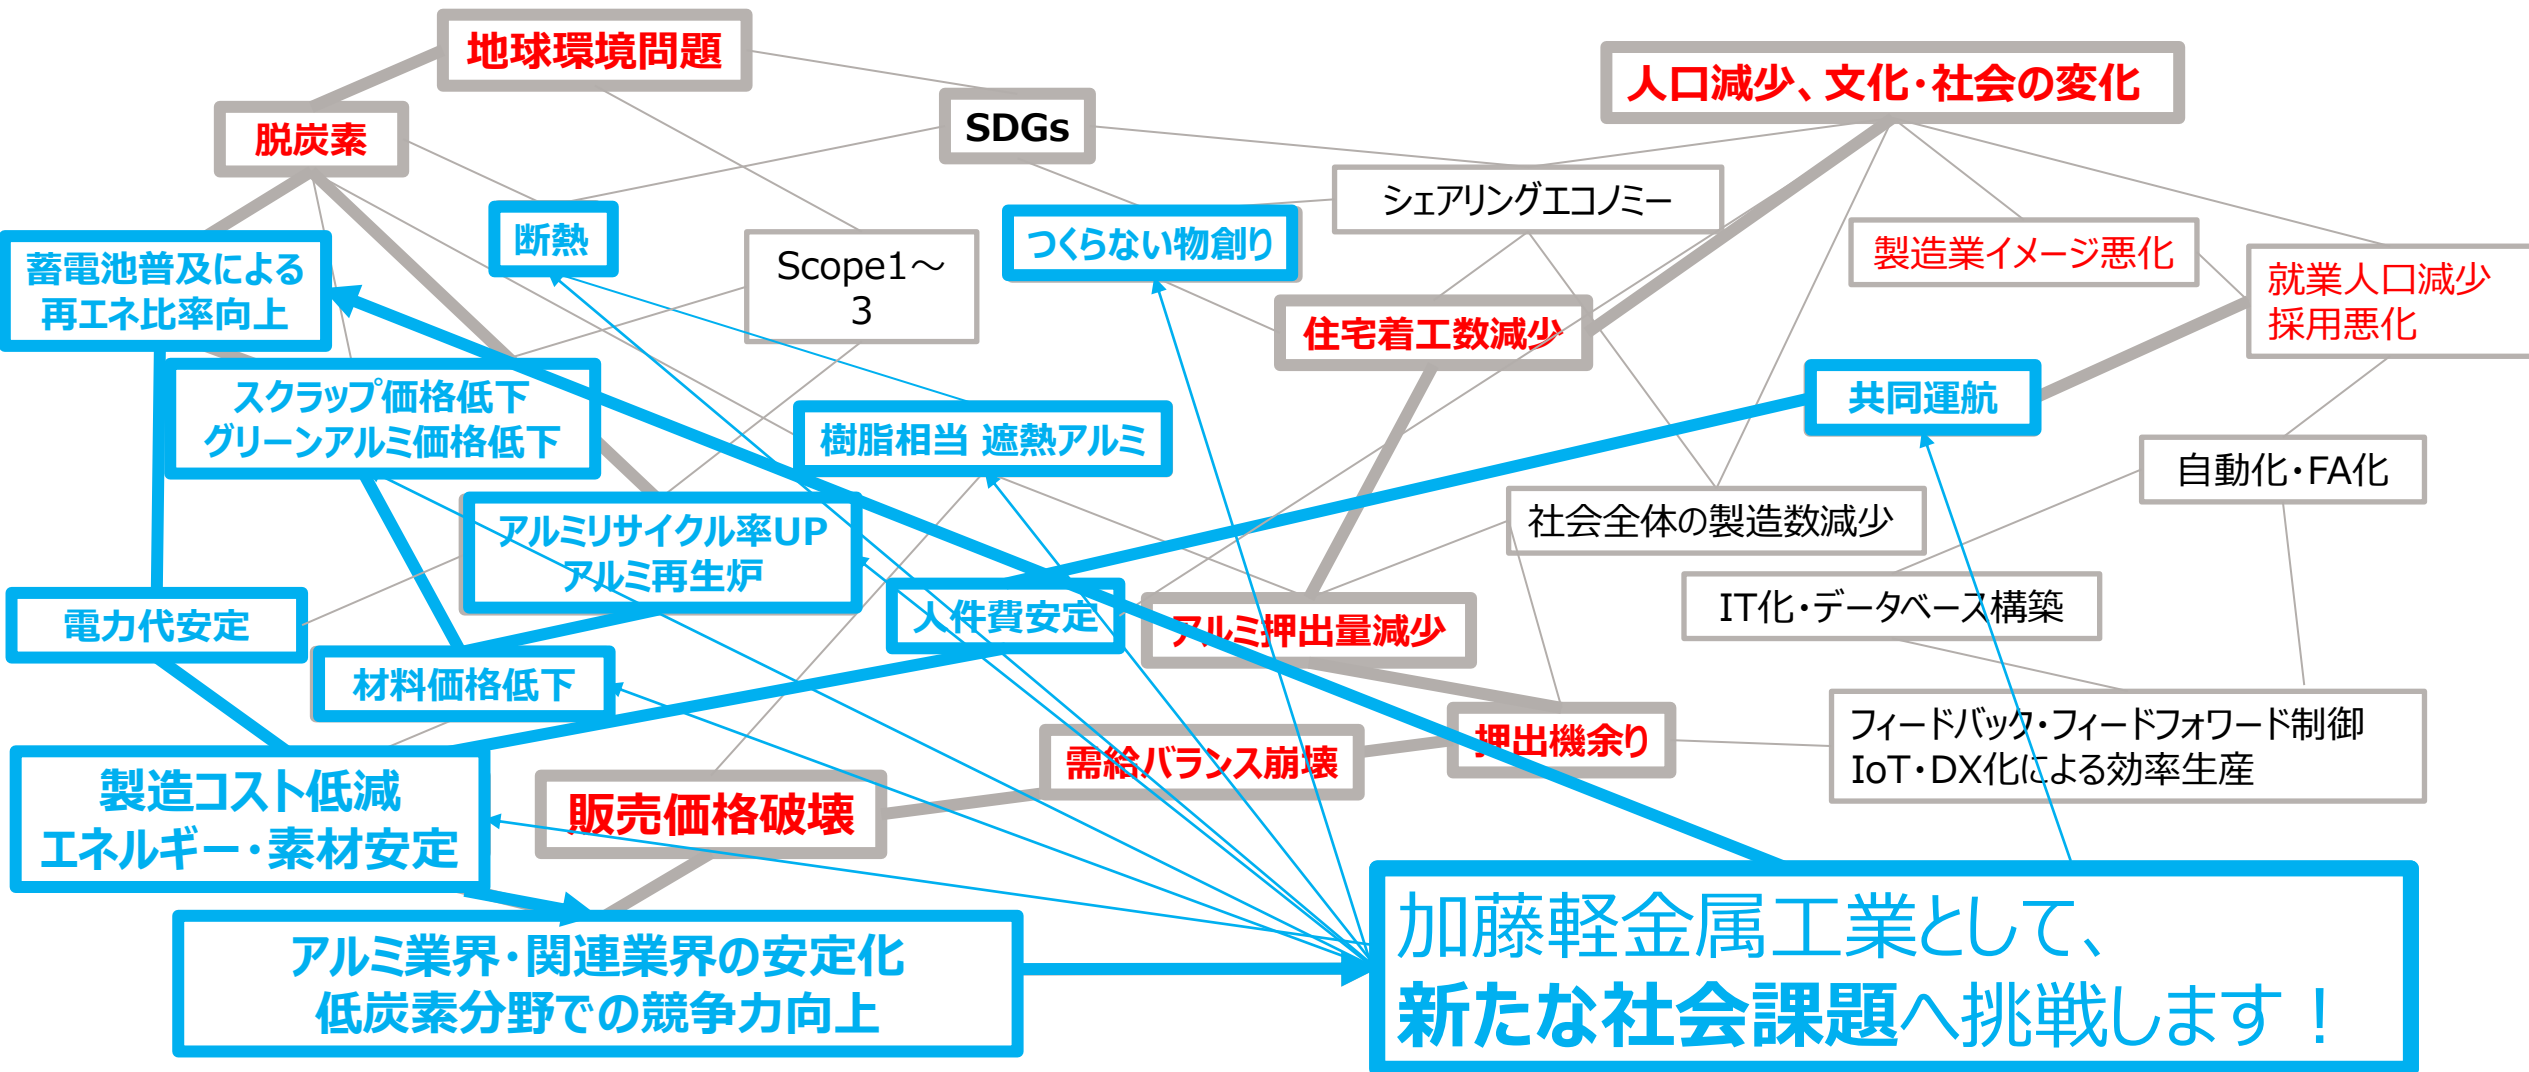 地球環境問題
人口減少、文化・社会の変化
脱炭素
SDGs
シェアリングエコノミー
断熱
つくらない物創り
製造業イメージ悪化
蓄電池普及による
再エネ比率向上
Scope1～
3
就業人口減少
採用悪化
住宅着工数減少
スクラップ価格低下
グリーンアルミ価格低下
共同運航
樹脂相当 遮熱アルミ
自動化・FA化
アルミリサイクル率UP
アルミ再生炉
社会全体の製造数減少
電力代安定
人件費安定
アルミ押出量減少
IT化・データベース構築
材料価格低下
フィードバック・フィードフォワード制御
IoT・DX化による効率生産
需給バランス崩壊
押出機余り
製造コスト低減
エネルギー・素材安定
販売価格破壊
アルミ業界・関連業界の安定化
低炭素分野での競争力向上
加藤軽金属工業として、
新たな社会課題へ挑戦します！